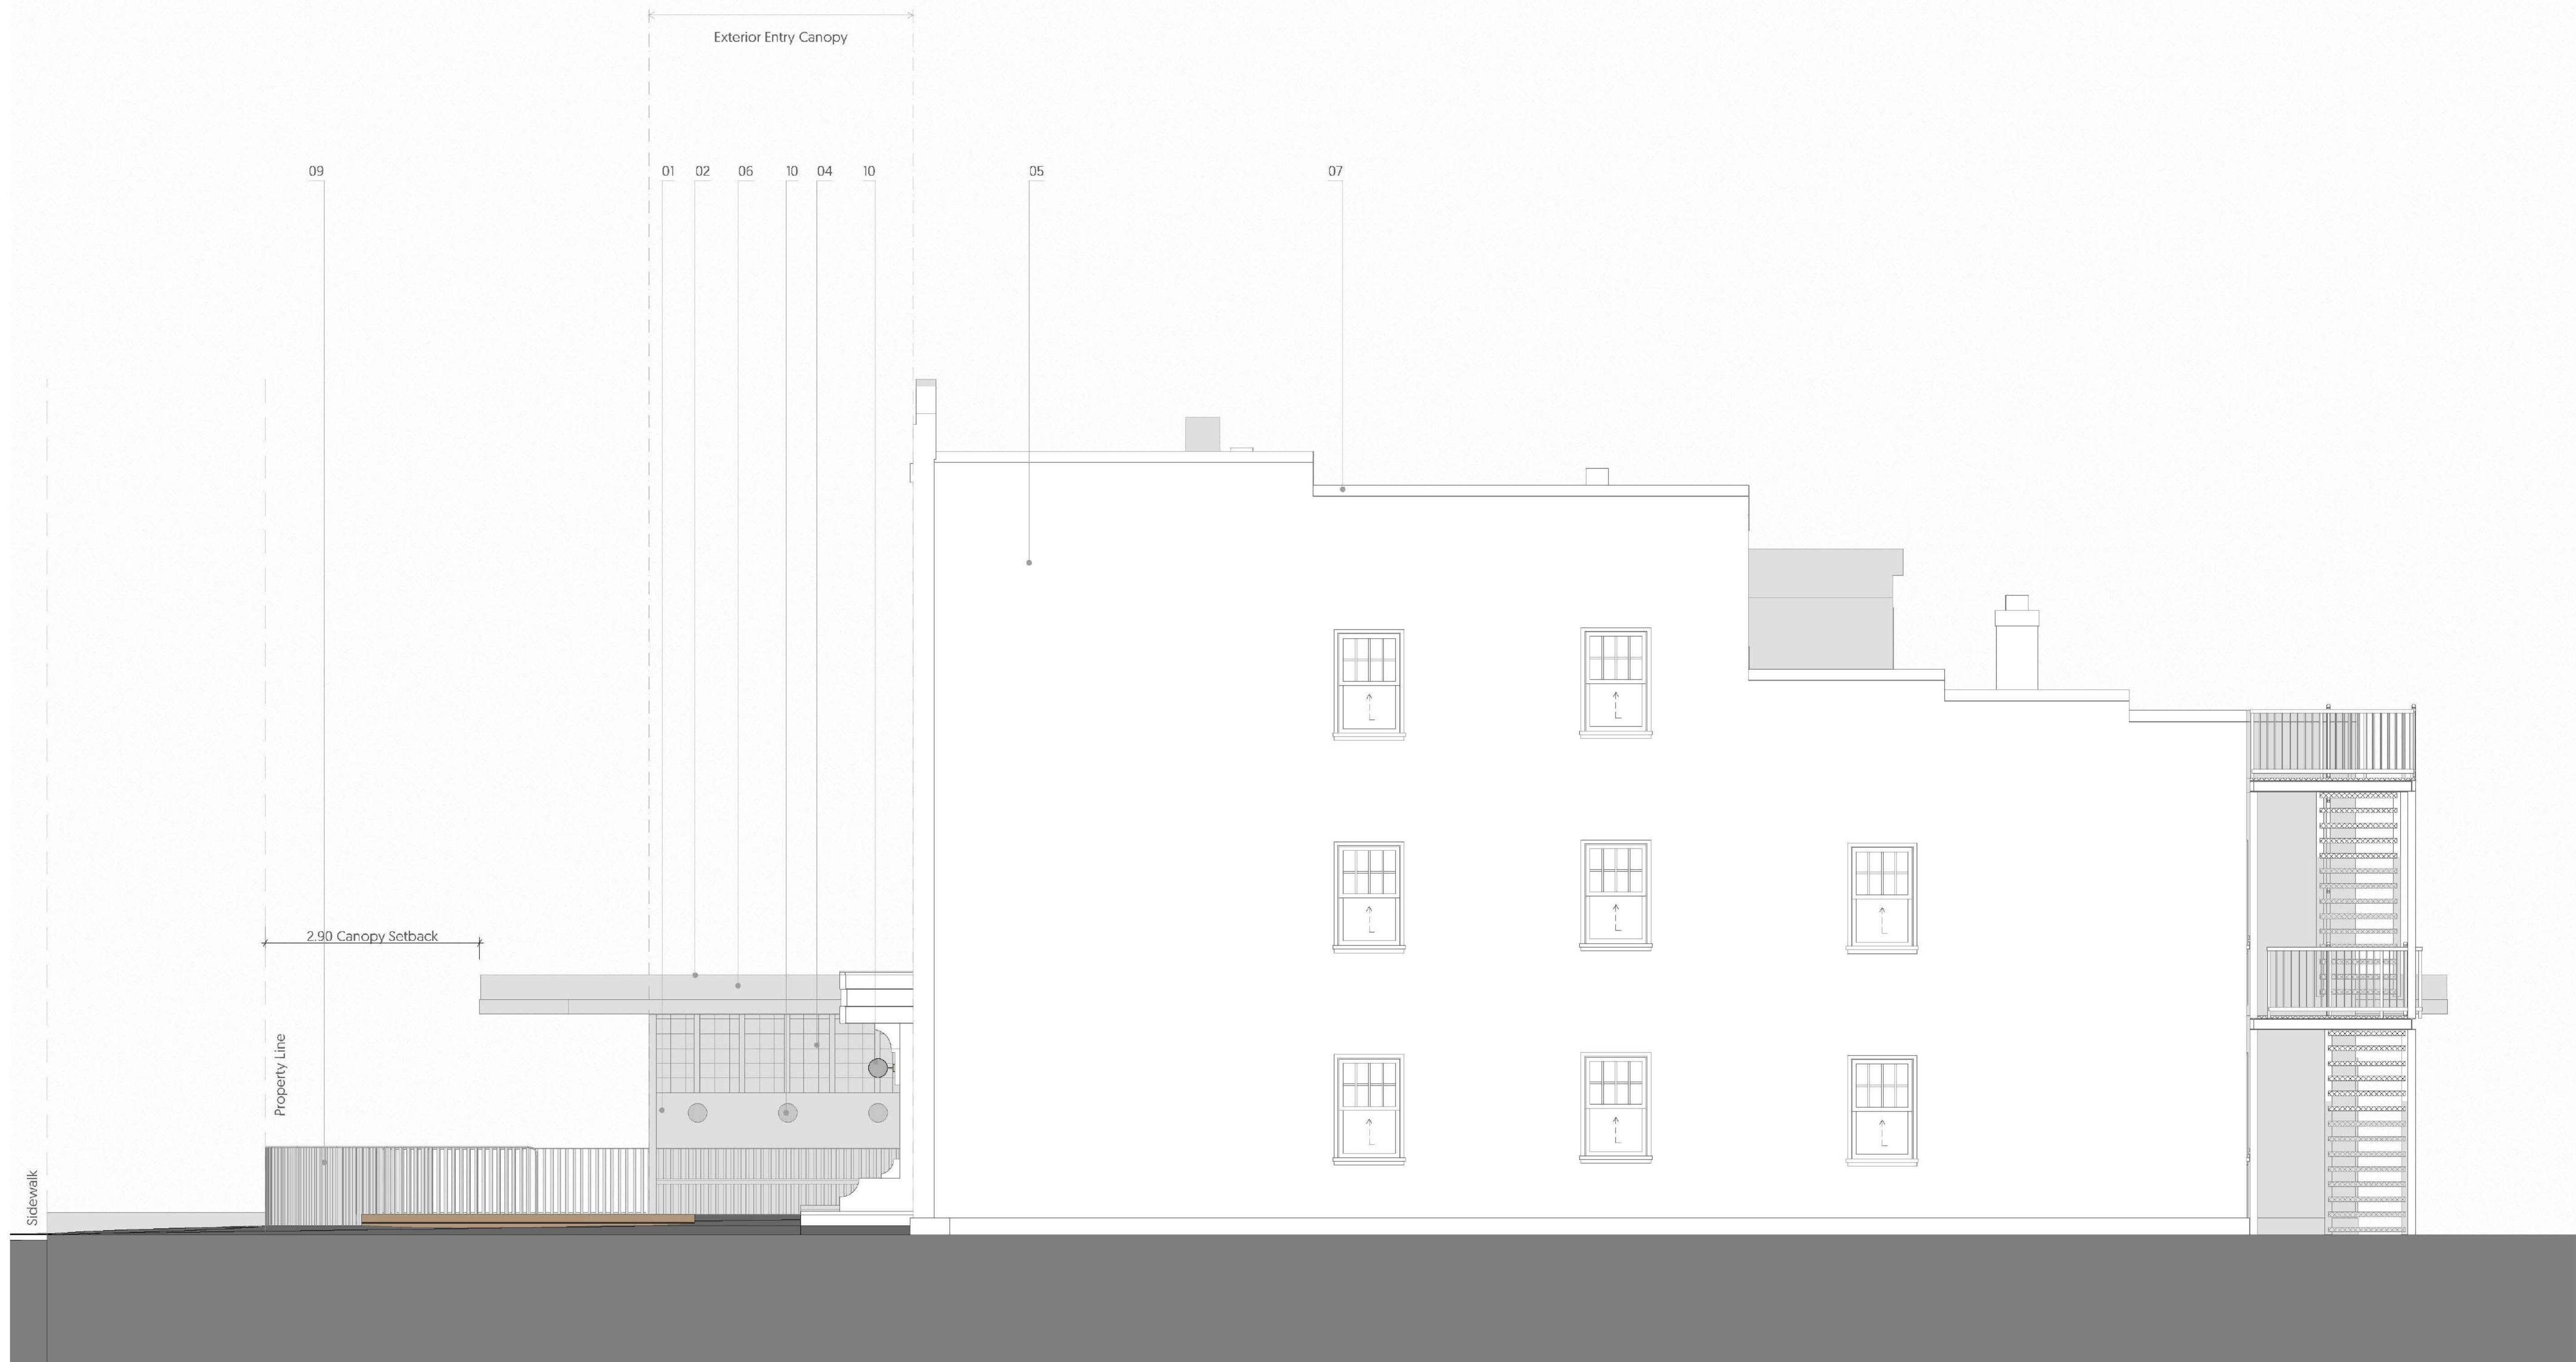 Exterior Entry Canopy
09 01 02 06 10 04 10 05 07
2.90 Canopy Setback
Property Line
Sidewalk
L L
L L L
L L L